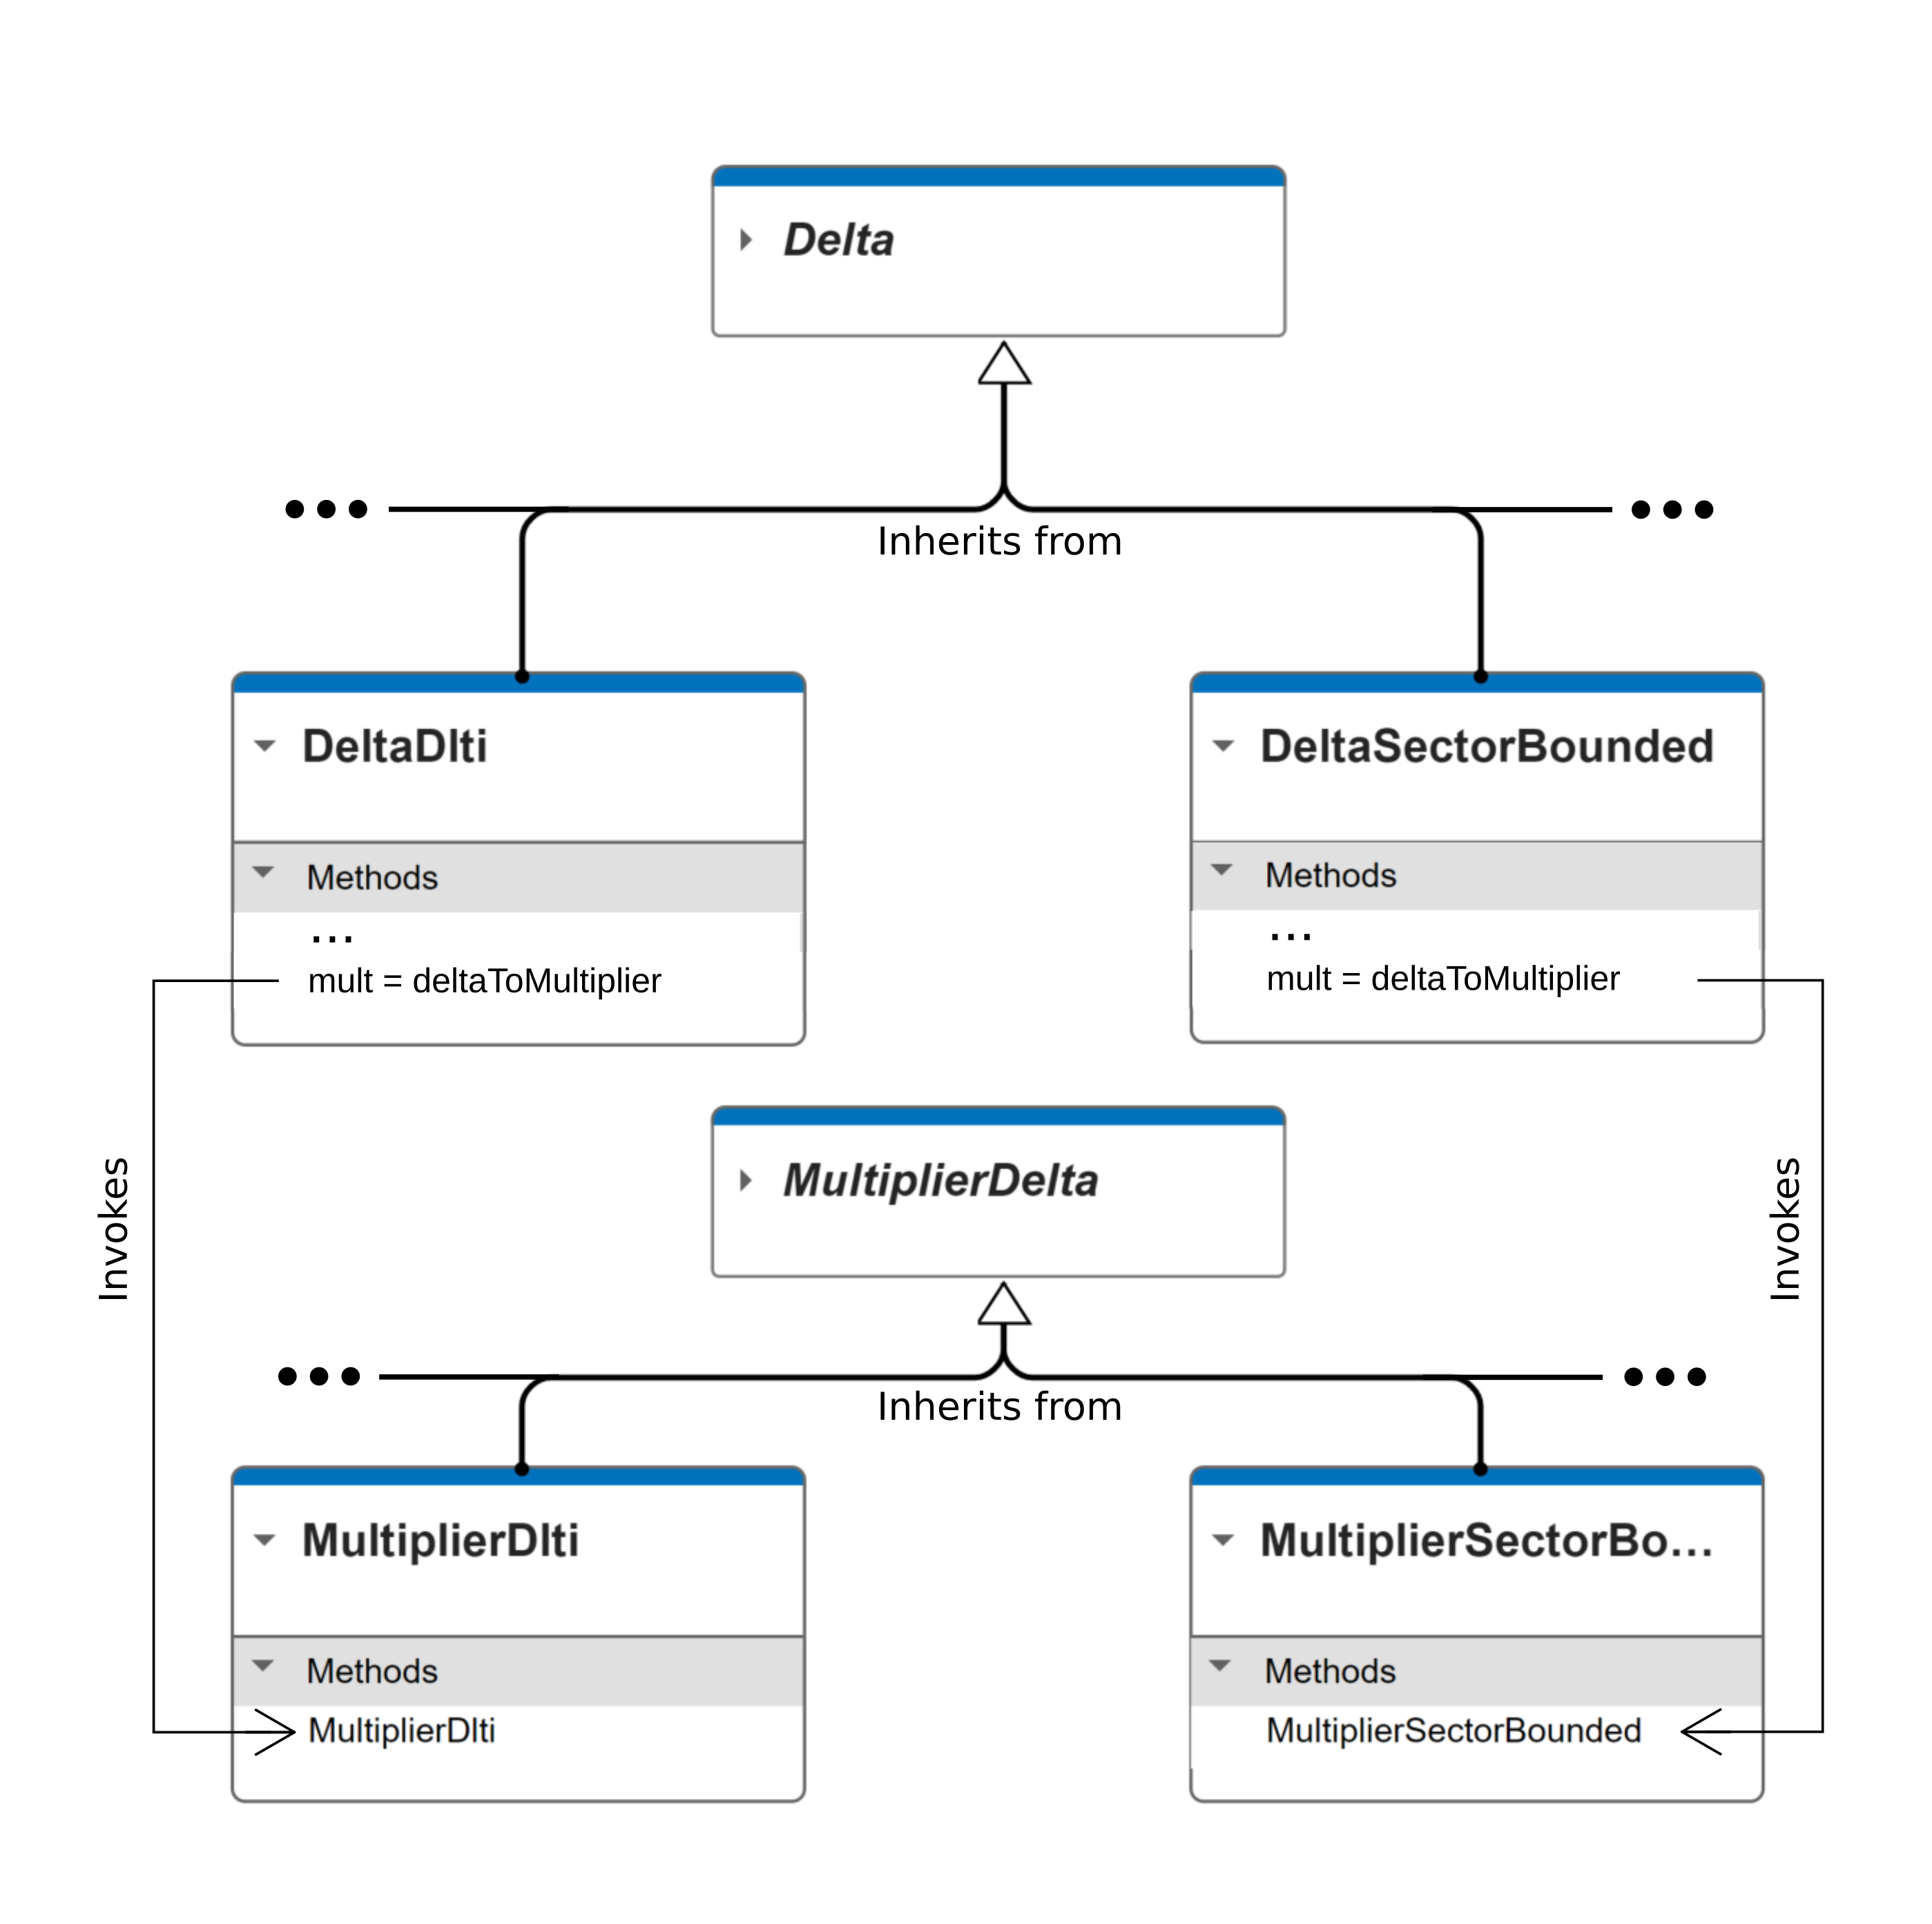 Delta
Inherits from
DeltaDlti
Methods
...
mult = deltaToMultiplier
DeltaSectorBounded
Methods
...
mult = deltaToMultiplier
Invokes
Invokes
MultiplierDelta
Inherits from
MultiplierDlti
Methods
MultiplierDlti
MultiplierSectorBo...
Methods
MultiplierSectorBounded